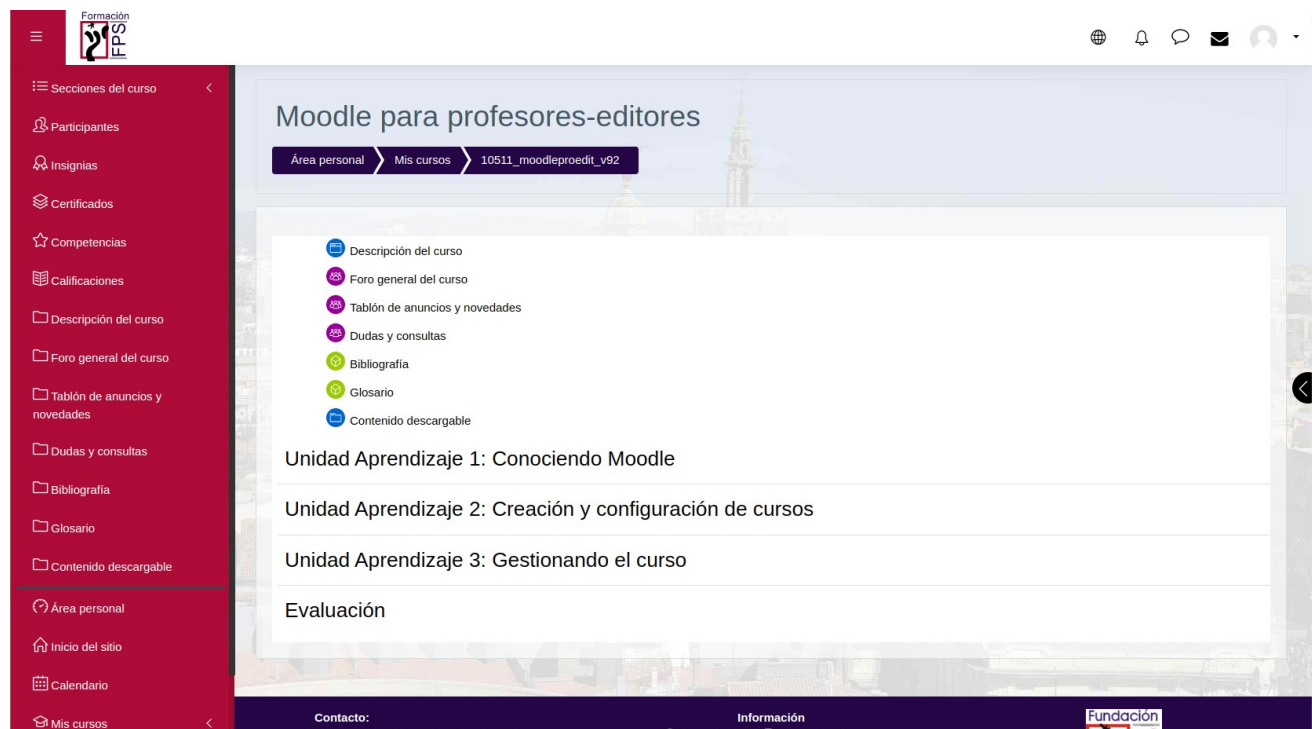 Formación
FPS
Secciones del curso
Participantes
Insignias
Certificados
Competencias
Calificaciones
Descripción del curso
Foro general del curso
Tablón de anuncios y
novedades
Dudas y consultas
Bibliografía
Glosario
Contenido descargable
Área personal
Inicio del sitio
Calendario
Mis cursos
Moodle para profesores-editores
Área personal
Mis cursos
10511_moodleproedit_v92
Descripción del curso
Foro general del curso
Tablón de anuncios y novedades
Dudas y consultas
Bibliografía
Glosario
Contenido descargable
Unidad Aprendizaje 1: Conociendo Moodle
Unidad Aprendizaje 2: Creación y configuración de cursos
Unidad Aprendizaje 3: Gestionando el curso
Evaluación
Contacto:
Información
Fundación